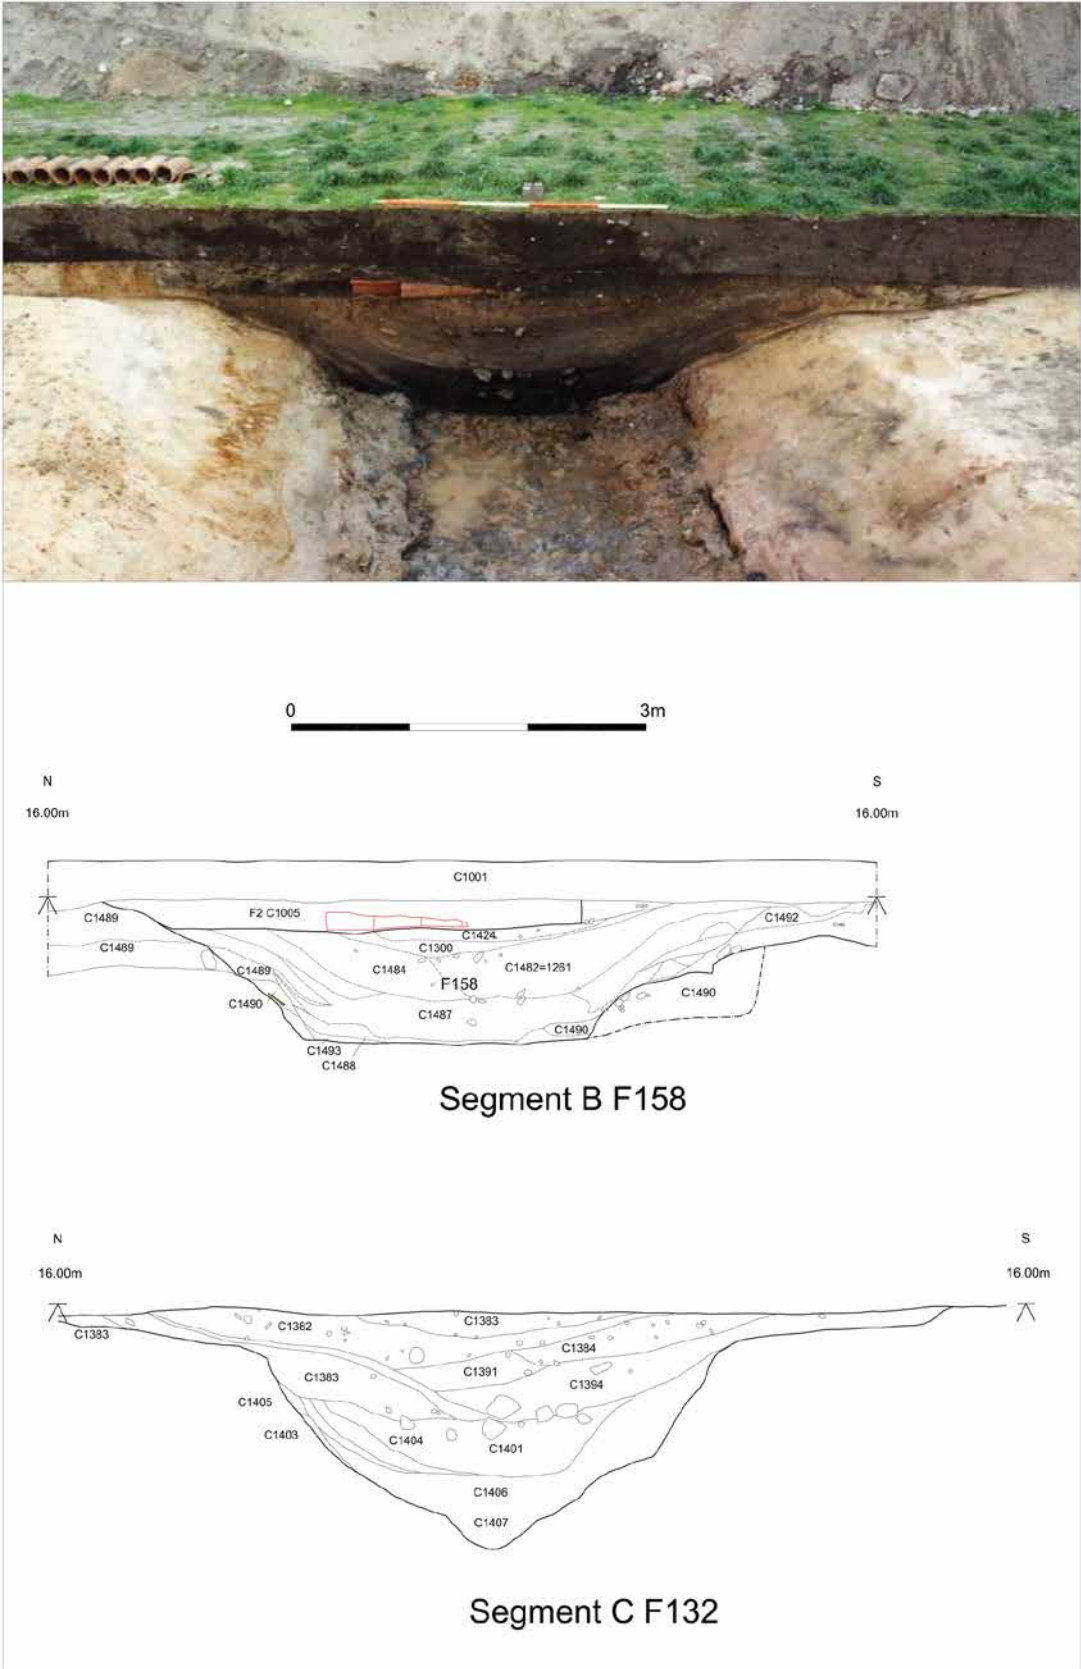 0 3m
N S
16.00m 16.00m
C1001
C1489 F2 C1005 C1492
C1424
C1489 C1300
C1489 C1484 C1482=1261
F158 C1490
C1490 C1487
C1490
C1493
C1488
Segment B F158
N S
16.00m 16.00m
C1383 C1362 C1383
C1384
C1391
C1383 C1394
C1405
C1403 C1404 C1401
C1406
C1407
Segment C F132